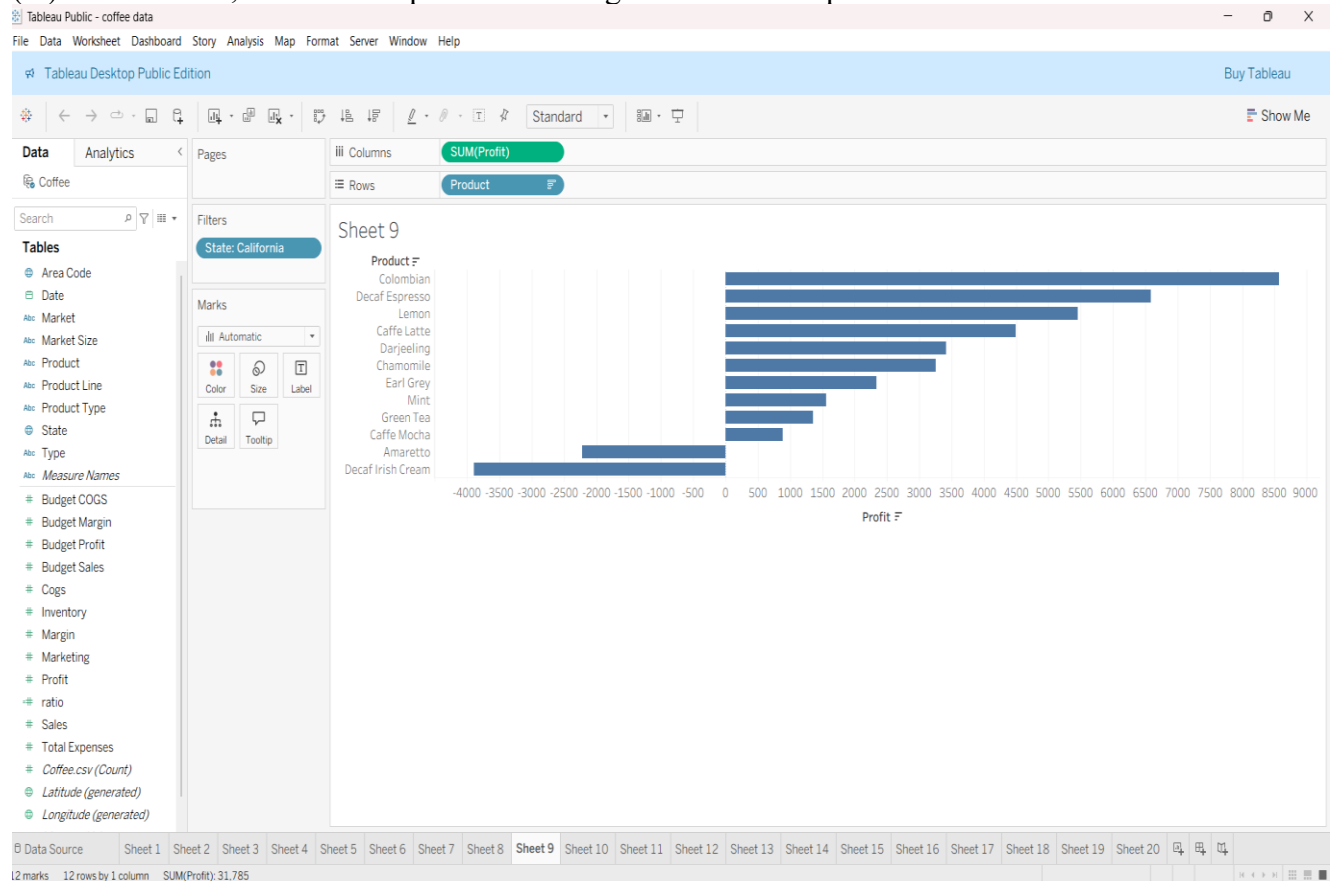 Tableau Public - coffee data
File Data Worksheet Dashboard Story Analysis Map Format Server Window Help
Tableau Desktop Public Edition
Buy Tableau
Standard
Show Me
Data Analytics
Coffee
Search
Tables
Area Code
Date
Abc Market
Abc Market Size
Abc Product
Abc Product Line
Abc Product Type
State
Abc Type
Abc Measure Names
# Budget COGS
# Budget Margin
# Budget Profit
# Budget Sales
# Cogs
# Inventory
# Margin
# Marketing
# Profit
=# ratio
# Sales
# Total Expenses
# Coffee.csv (Count)
Latitude (generated)
Longitude (generated)
Pages
Filters
State: California
Marks
Automatic
Color Size Label
Detail Tooltip
Columns SUM(Profit)
Rows Product
Sheet 9
Product
Colombian
Decaf Espresso
Lemon
Caffe Latte
Darjeeling
Chamomile
Earl Grey
Mint
Green Tea
Caffe Mocha
Amaretto
Decaf Irish Cream
-4000 -3500 -3000 -2500 -2000 -1500 -1000 -500 0 500 1000 1500 2000 2500 3000 3500 4000 4500 5000 5500 6000 6500 7000 7500 8000 8500 9000
Profit
Data Source Sheet 1 Sheet 2 Sheet 3 Sheet 4 Sheet 5 Sheet 6 Sheet 7 Sheet 8 Sheet 9 Sheet 10 Sheet 11 Sheet 12 Sheet 13 Sheet 14 Sheet 15 Sheet 16 Sheet 17 Sheet 18 Sheet 19 Sheet 20
12 marks 12 rows by 1 column SUM(Profit): 31,785